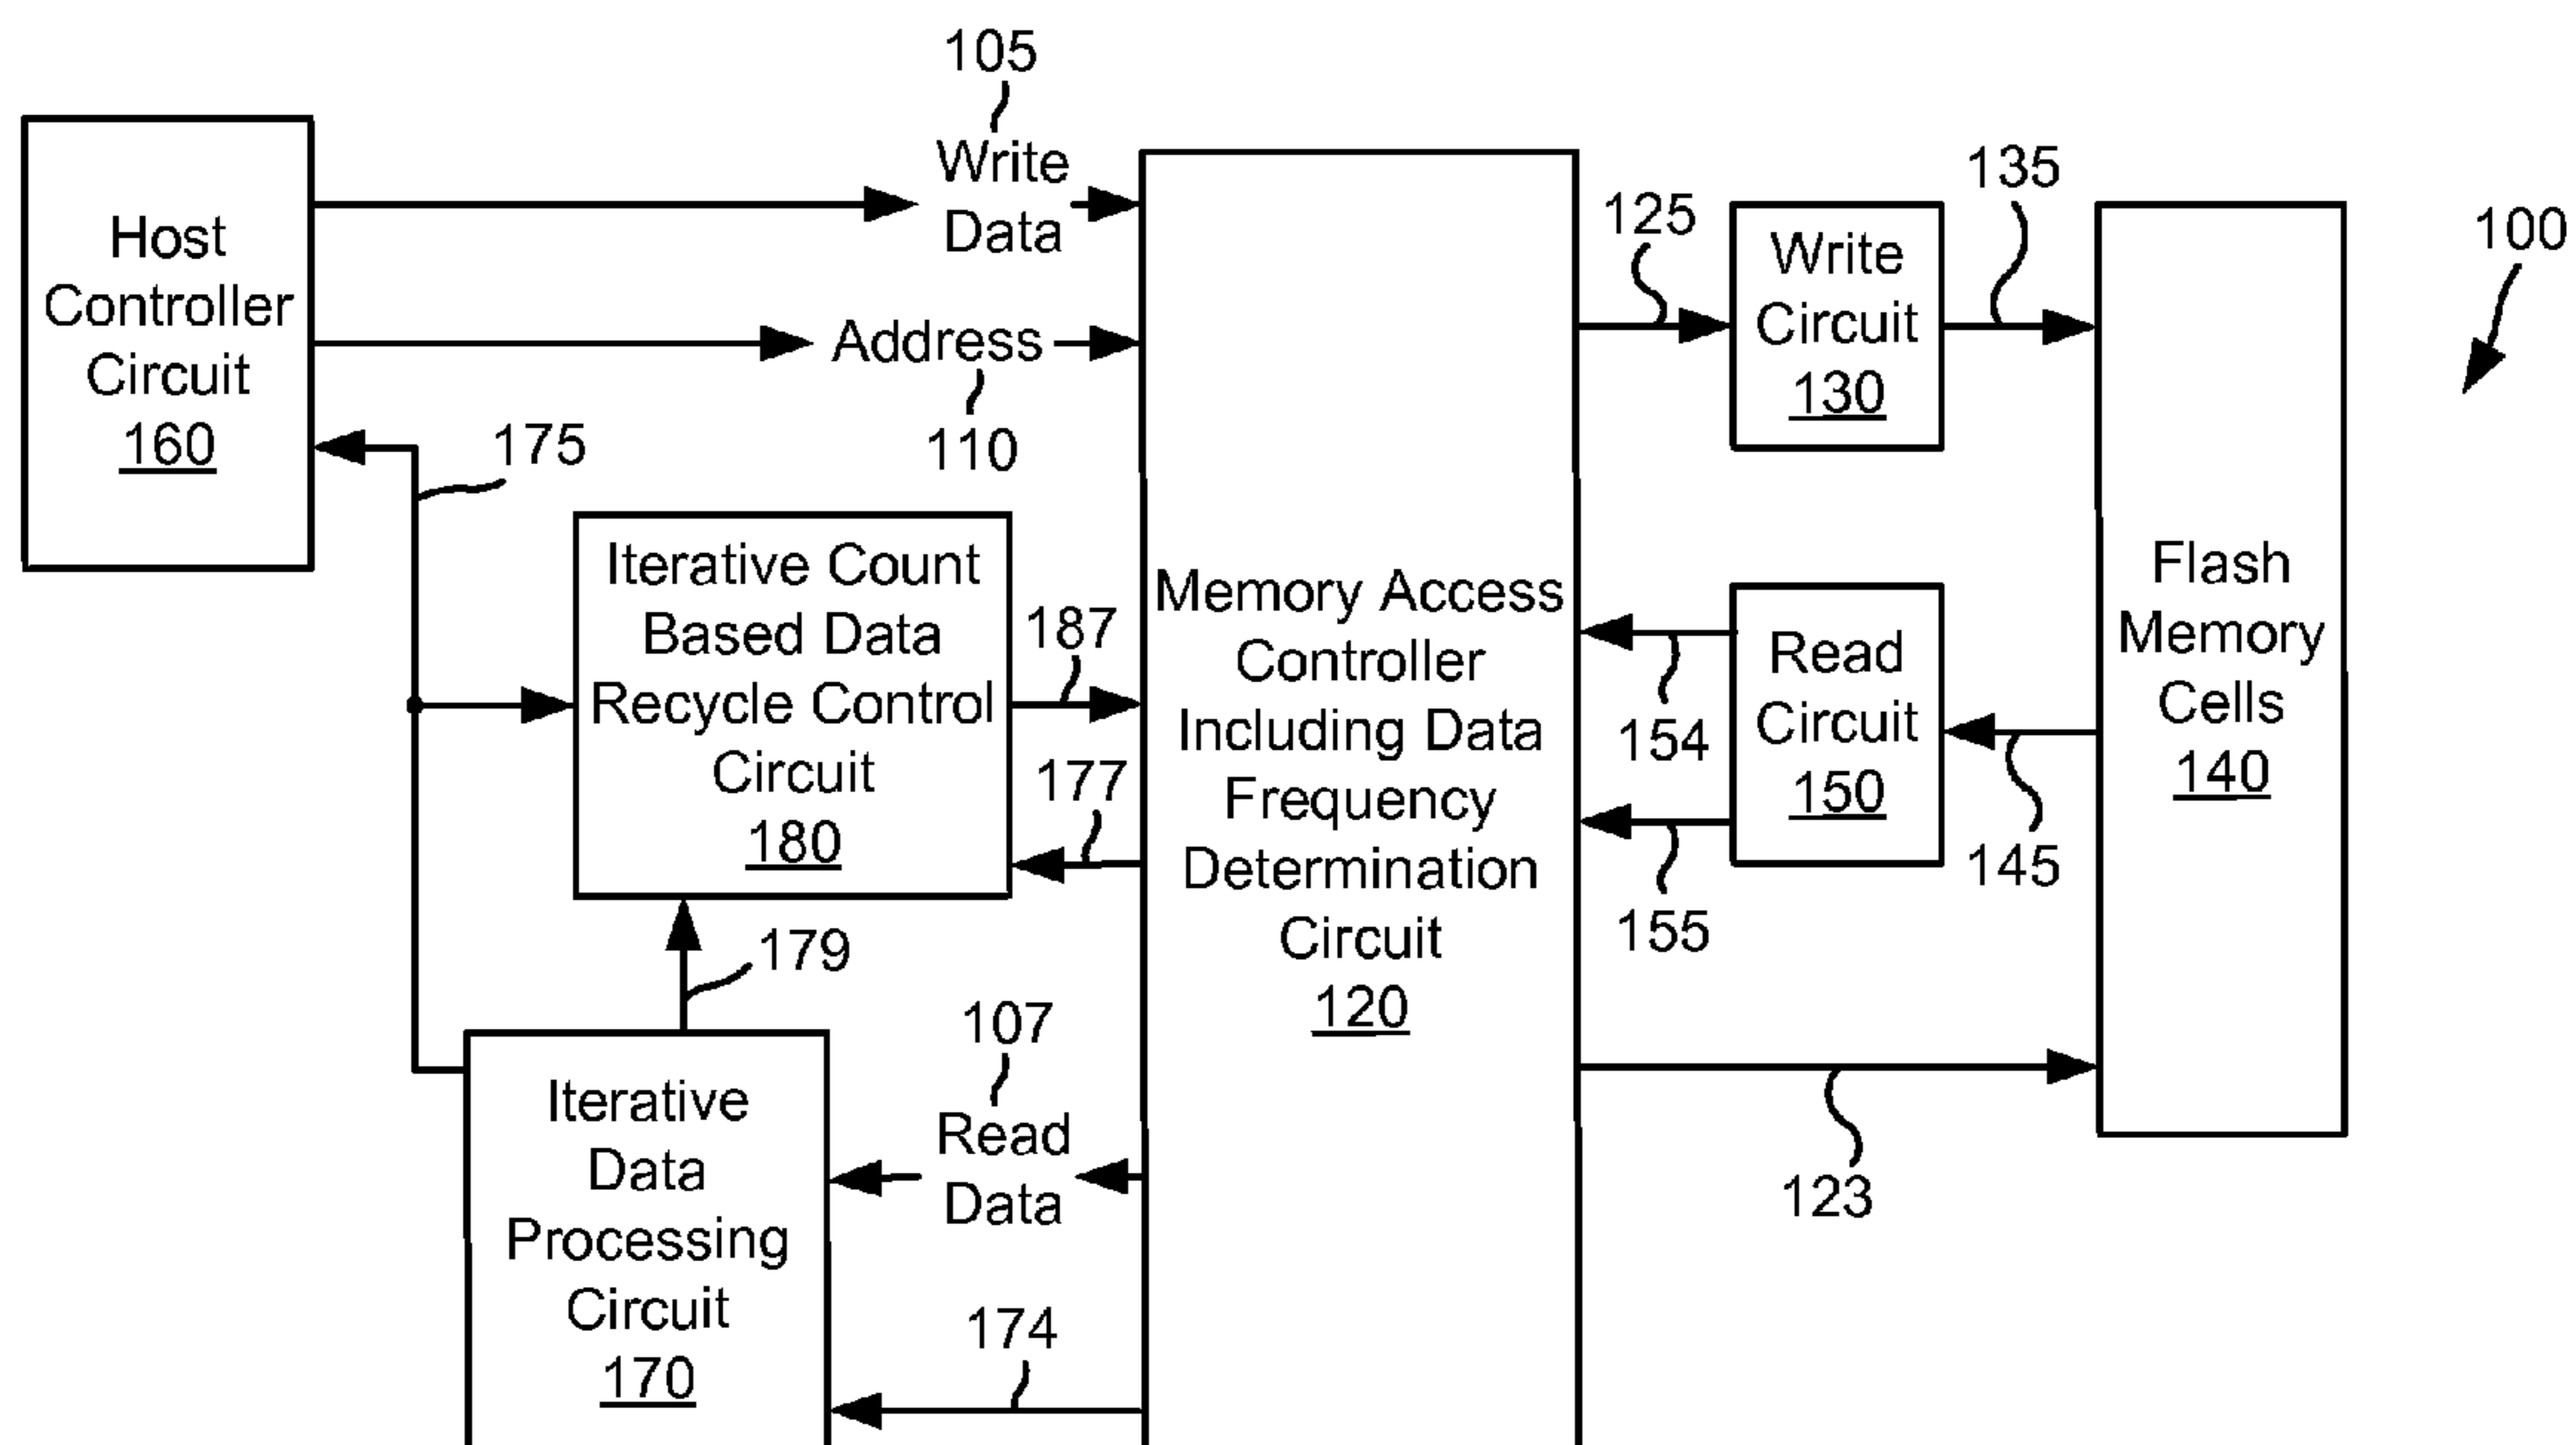 105
Write
Data
Host
Controller
Circuit
160
Address
110
175
125
Write
Circuit
130
135
100
Iterative Count
Based Data
Recycle Control
Circuit
180
187
177
Memory Access
Controller
Including Data
Frequency
Determination
Circuit
120
154
155
Read
Circuit
150
145
Flash
Memory
Cells
140
179
107
Read
Data
Iterative
Data
Processing
Circuit
170
174
123